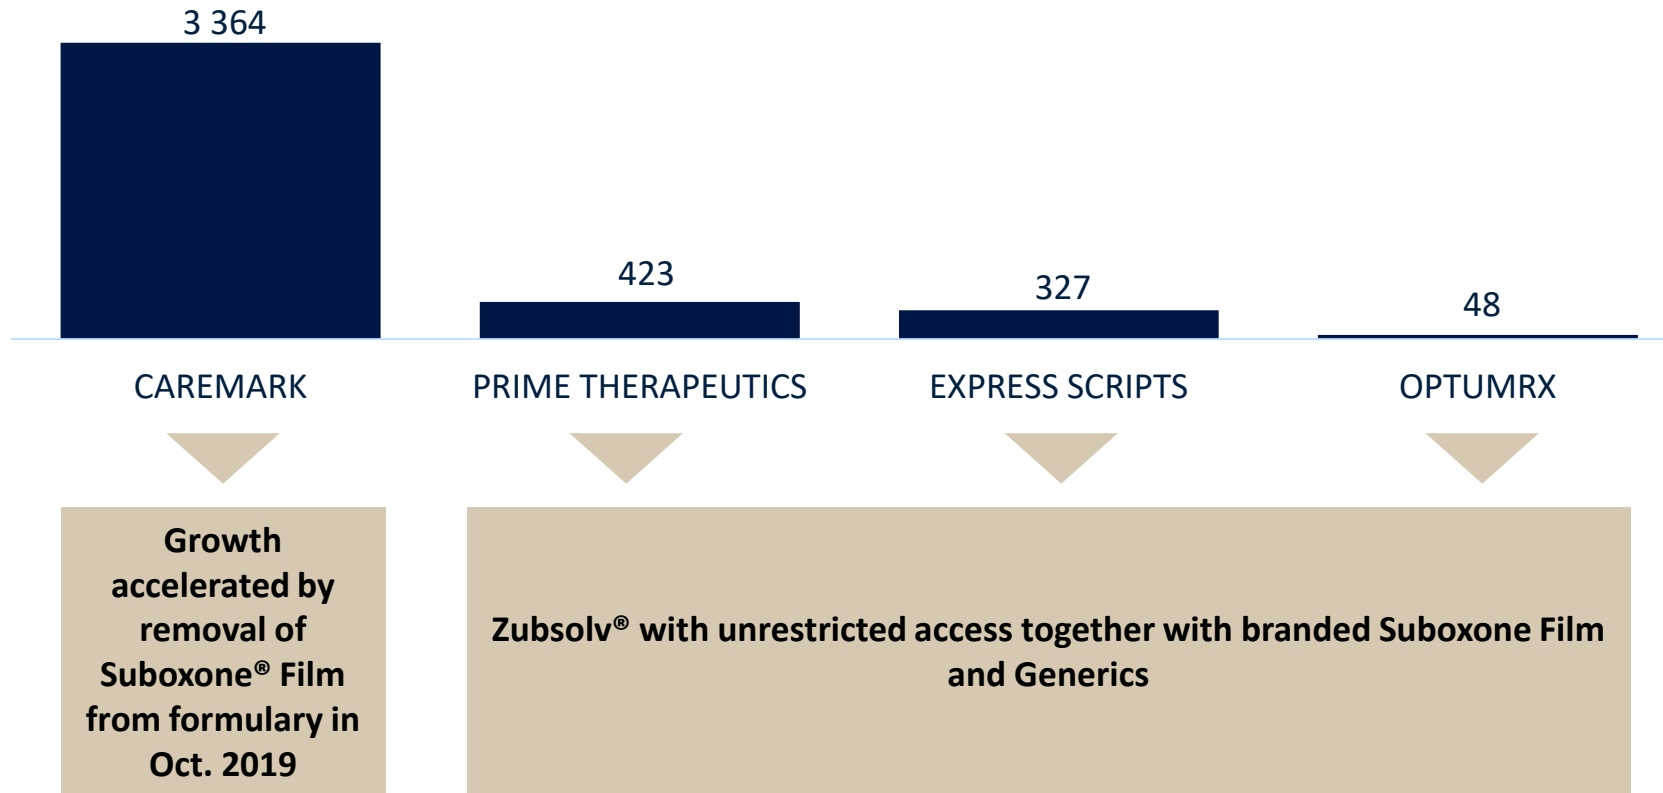 3 364
423
327
48
CAREMARK
PRIME THERAPEUTICS
EXPRESS SCRIPTS
OPTUMRX
Growth
accelerated by
removal of
Suboxone® Film
from formulary in
Oct. 2019
Zubsolv® with unrestricted access together with branded Suboxone Film
and Generics